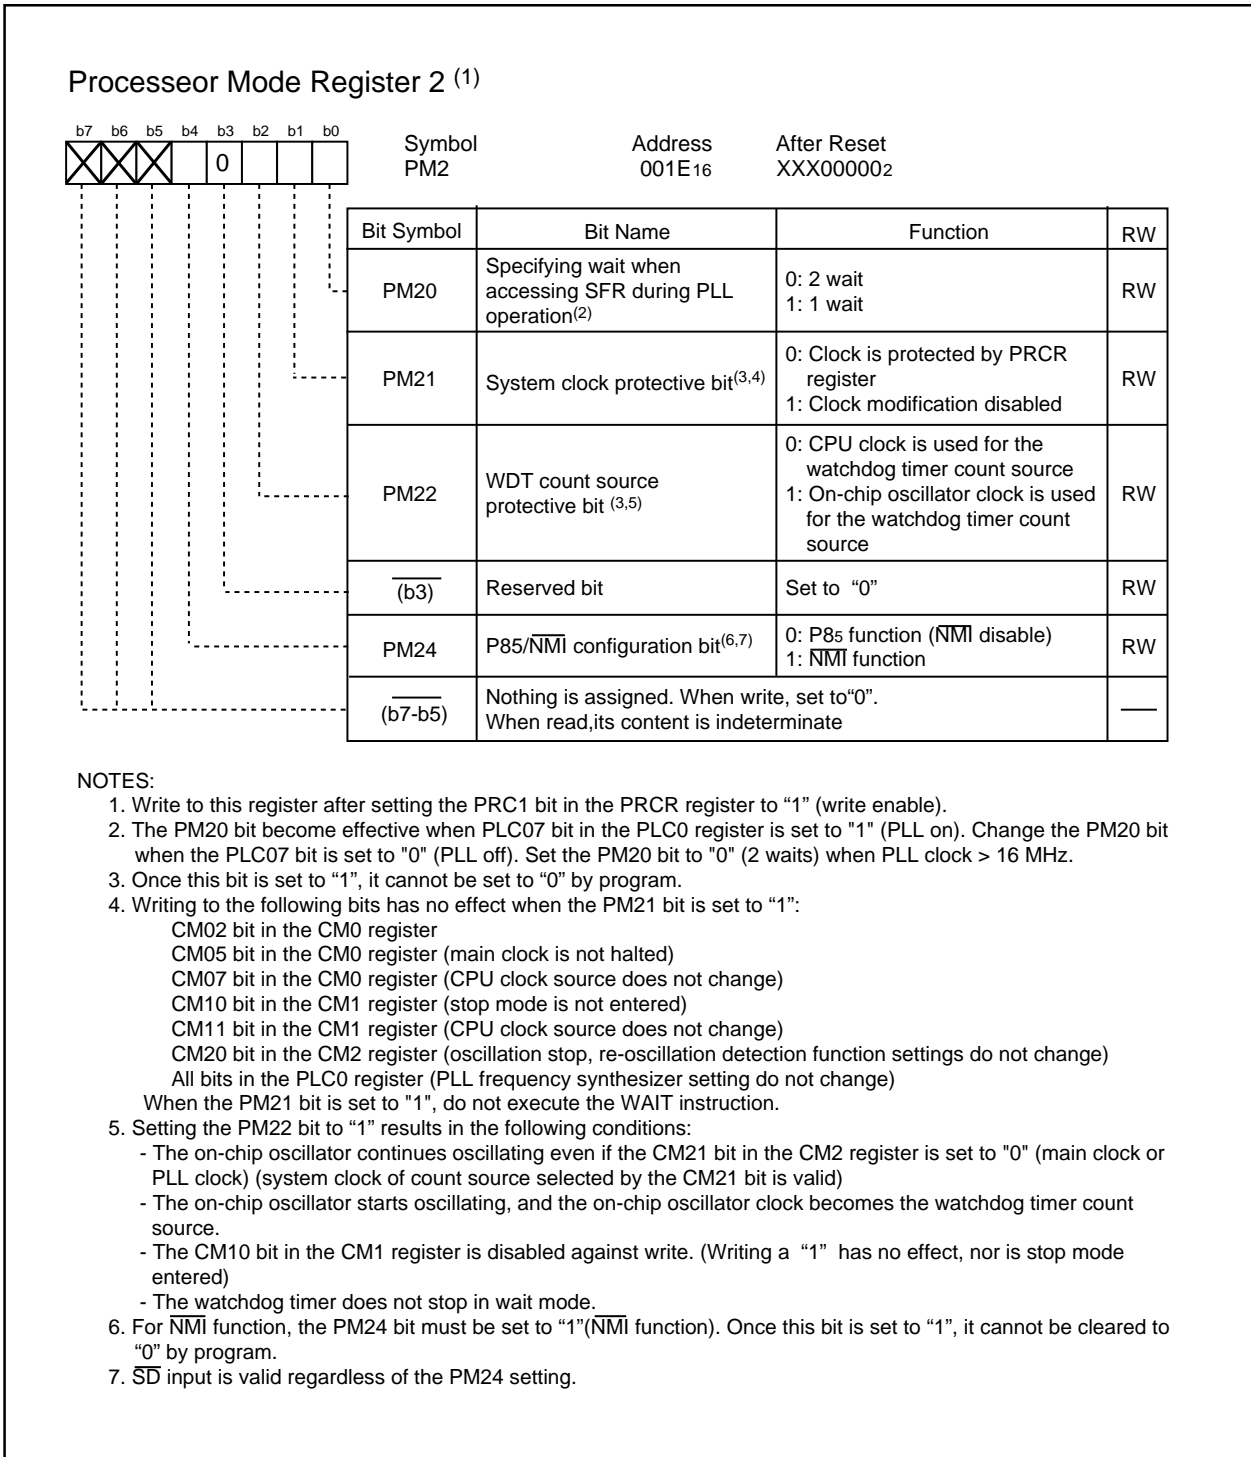 Processeor Mode Register 2 (1)
b7 b6 b5 b4 b3 b2 b1 b0
0
Symbol Address After Reset
PM2 001E16 XXX000002
Bit Symbol Bit Name Function RW
PM20 Specifying wait when accessing SFR during PLL operation(2) 0: 2 wait 1: 1 wait RW
PM21 System clock protective bit(3,4) 0: Clock is protected by PRCR register 1: Clock modification disabled RW
PM22 WDT count source protective bit (3,5) 0: CPU clock is used for the watchdog timer count source 1: On-chip oscillator clock is used for the watchdog timer count source RW
(b3) Reserved bit Set to “0” RW
PM24 P85/NMI configuration bit(6,7) 0: P85 function (NMI disable) 1: NMI function RW
(b7-b5) Nothing is assigned. When write, set to“0”. When read,its content is indeterminate —
NOTES:
1. Write to this register after setting the PRC1 bit in the PRCR register to “1” (write enable).
2. The PM20 bit become effective when PLC07 bit in the PLC0 register is set to "1" (PLL on). Change the PM20 bit
when the PLC07 bit is set to "0" (PLL off). Set the PM20 bit to "0" (2 waits) when PLL clock > 16 MHz.
3. Once this bit is set to “1”, it cannot be set to “0” by program.
4. Writing to the following bits has no effect when the PM21 bit is set to “1”:
CM02 bit in the CM0 register
CM05 bit in the CM0 register (main clock is not halted)
CM07 bit in the CM0 register (CPU clock source does not change)
CM10 bit in the CM1 register (stop mode is not entered)
CM11 bit in the CM1 register (CPU clock source does not change)
CM20 bit in the CM2 register (oscillation stop, re-oscillation detection function settings do not change)
All bits in the PLC0 register (PLL frequency synthesizer setting do not change)
When the PM21 bit is set to "1", do not execute the WAIT instruction.
5. Setting the PM22 bit to “1” results in the following conditions:
- The on-chip oscillator continues oscillating even if the CM21 bit in the CM2 register is set to "0" (main clock or
PLL clock) (system clock of count source selected by the CM21 bit is valid)
- The on-chip oscillator starts oscillating, and the on-chip oscillator clock becomes the watchdog timer count
source.
- The CM10 bit in the CM1 register is disabled against write. (Writing a “1” has no effect, nor is stop mode
entered)
- The watchdog timer does not stop in wait mode.
6. For NMI function, the PM24 bit must be set to “1”(NMI function). Once this bit is set to “1”, it cannot be cleared to
“0” by program.
7. SD input is valid regardless of the PM24 setting.